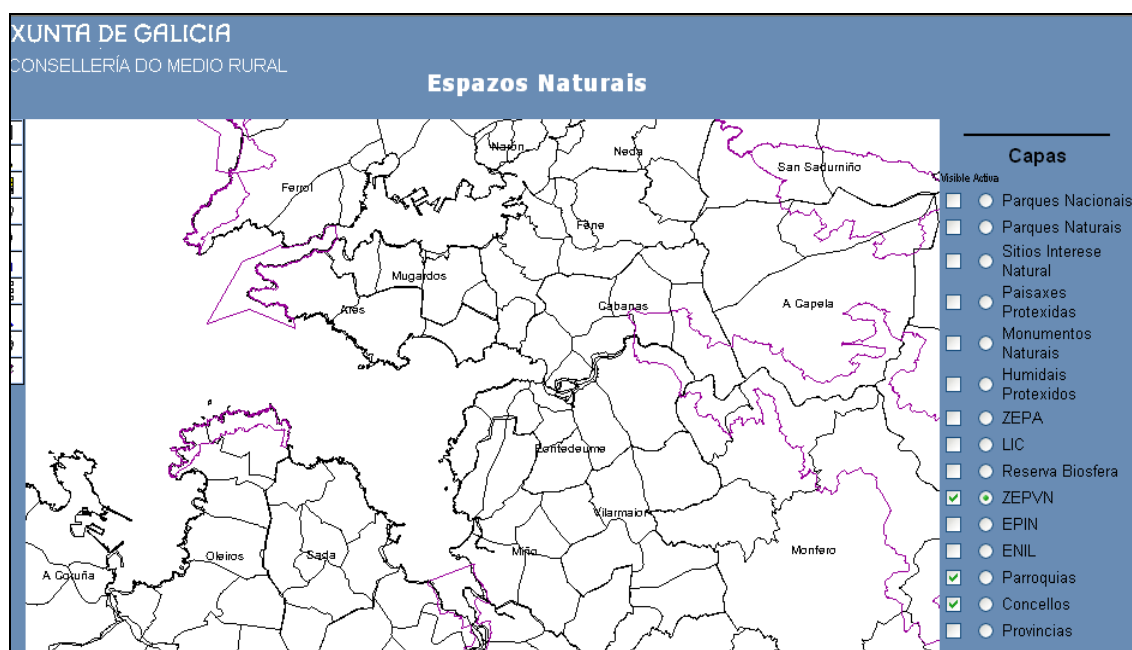 XUNTA DE GALICIA
CONSELLERÍA DO MEDIO RURAL
Espazos Naturais
Narón
Neda
San Sadurniño
Ferrol
Fene
Mugardos
Ares
Cabanas
A Capela
Pontedeume
Vilarmaior
Oleiros
Sada
Miño
Monfero
A Coruña
Capas
Visible Activa
Parques Nacionais
Parques Naturais
Sitios Interese
Natural
Paisaxes
Protexidas
Monumentos
Naturais
Humidais
Protexidos
ZEPA
LIC
Reserva Biosfera
ZEPVN
EPIN
ENIL
Parroquias
Concellos
Provincias